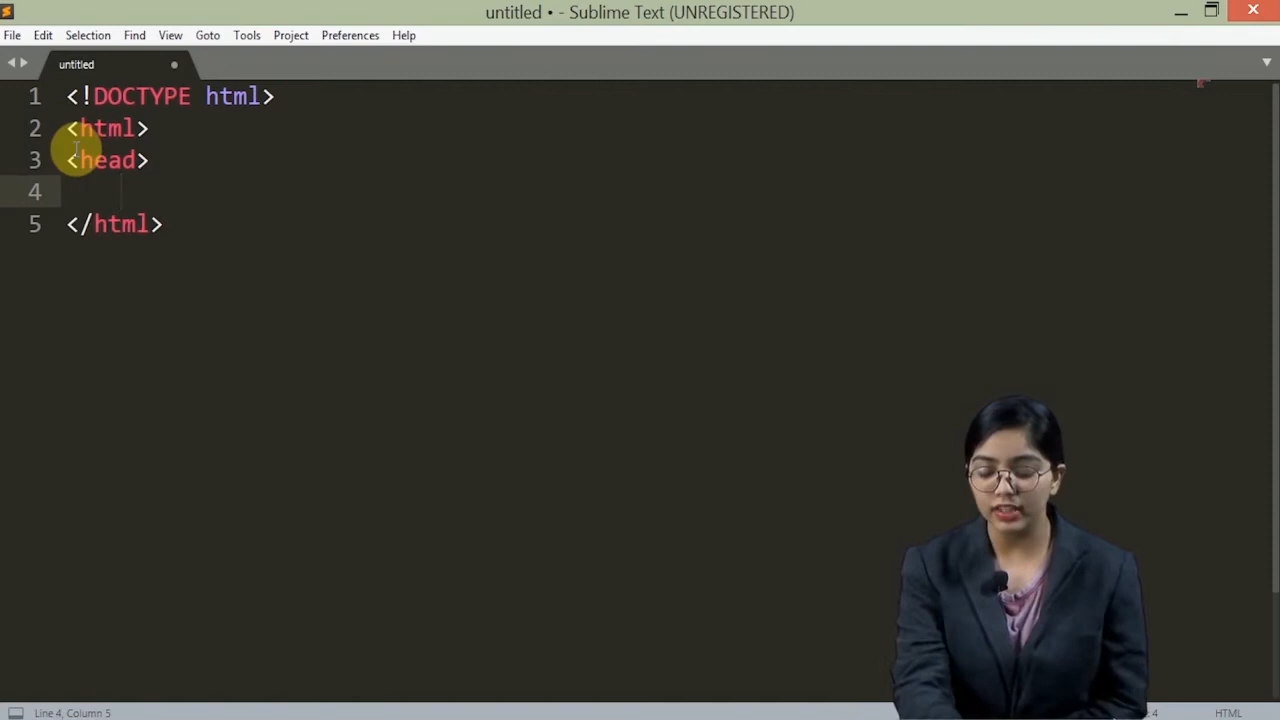 untitled • - Sublime Text (UNREGISTERED)
File Edit Selection Find View Goto Tools Project Preferences Help
untitled
1 <!DOCTYPE html>
2 <html>
3 <head>
4
5 </html>
Line 4, Column 5
4 HTML